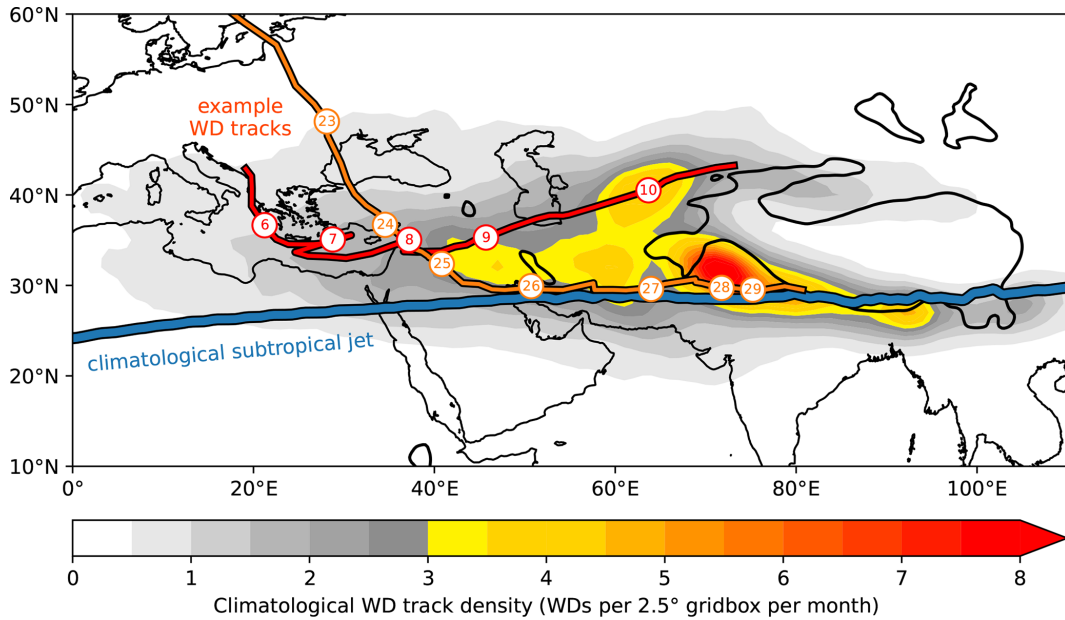 60°N
50°N
40°N
30°N
20°N
10°N
example
WD tracks
23
24
25
26
27
28
29
6
7
8
9
10
climatological subtropical jet
0 20°E 40°E 60°E 80°E 100°E
0 1 2 3 4 5 6 7 8
Climatological WD track density (WDs per 2.5° gridbox per month)